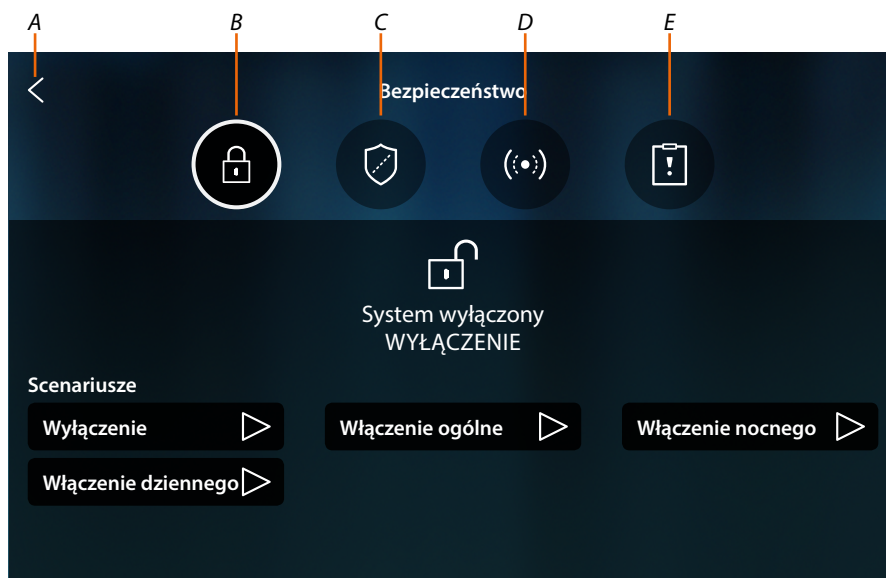 A B C D E
Bezpieczeństwo
System wyłączony
WYŁĄCZENIE
Scenariusze
Wyłączenie Włączenie ogólne Włączenie nocnego
Włączenie dziennego